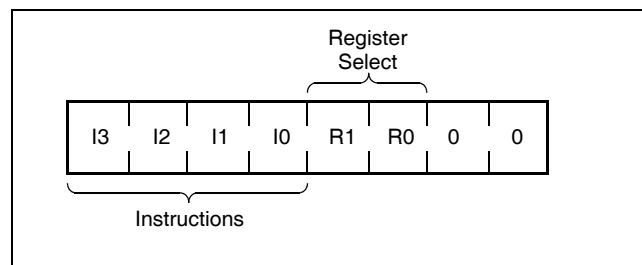 Register
Select
I3 I2 I1 I0 R1 R0 0 0
Instructions